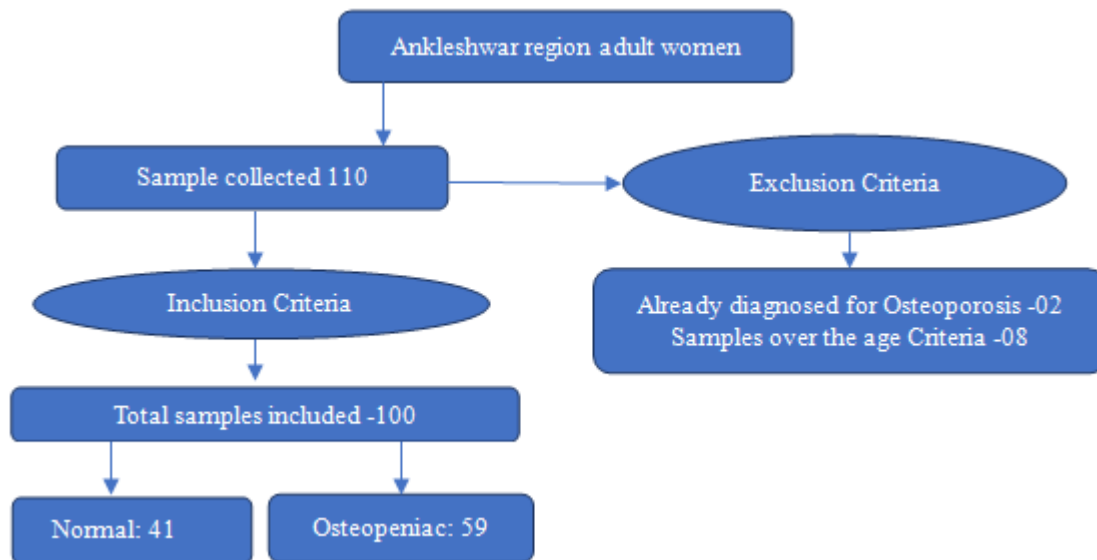 Ankleshwar region adult women
Sample collected 110
Exclusion Criteria
Inclusion Criteria
Already diagnosed for Osteoporosis -02
Samples over the age Criteria -08
Total samples included -100
Normal: 41
Osteopeniac: 59